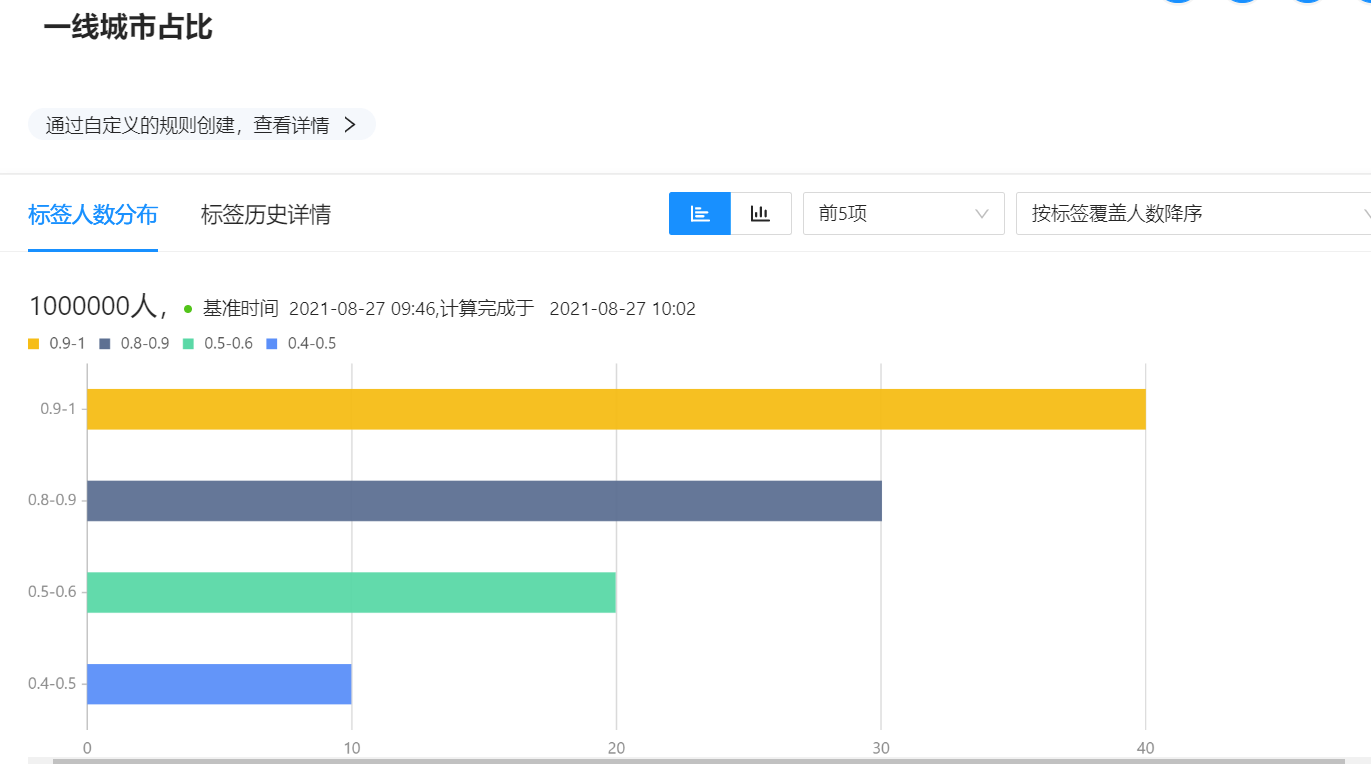 一线城市占比
通过自定义的规则创建，查看详情
标签人数分布 标签历史详情 前5项 按标签覆盖人数降序
1000000人， 基准时间 2021-08-27 09:46,计算完成于 2021-08-27 10:02
0.9-1 0.8-0.9 0.5-0.6 0.4-0.5
0.9-1
0.8-0.9
0.5-0.6
0.4-0.5
0 10 20 30 40